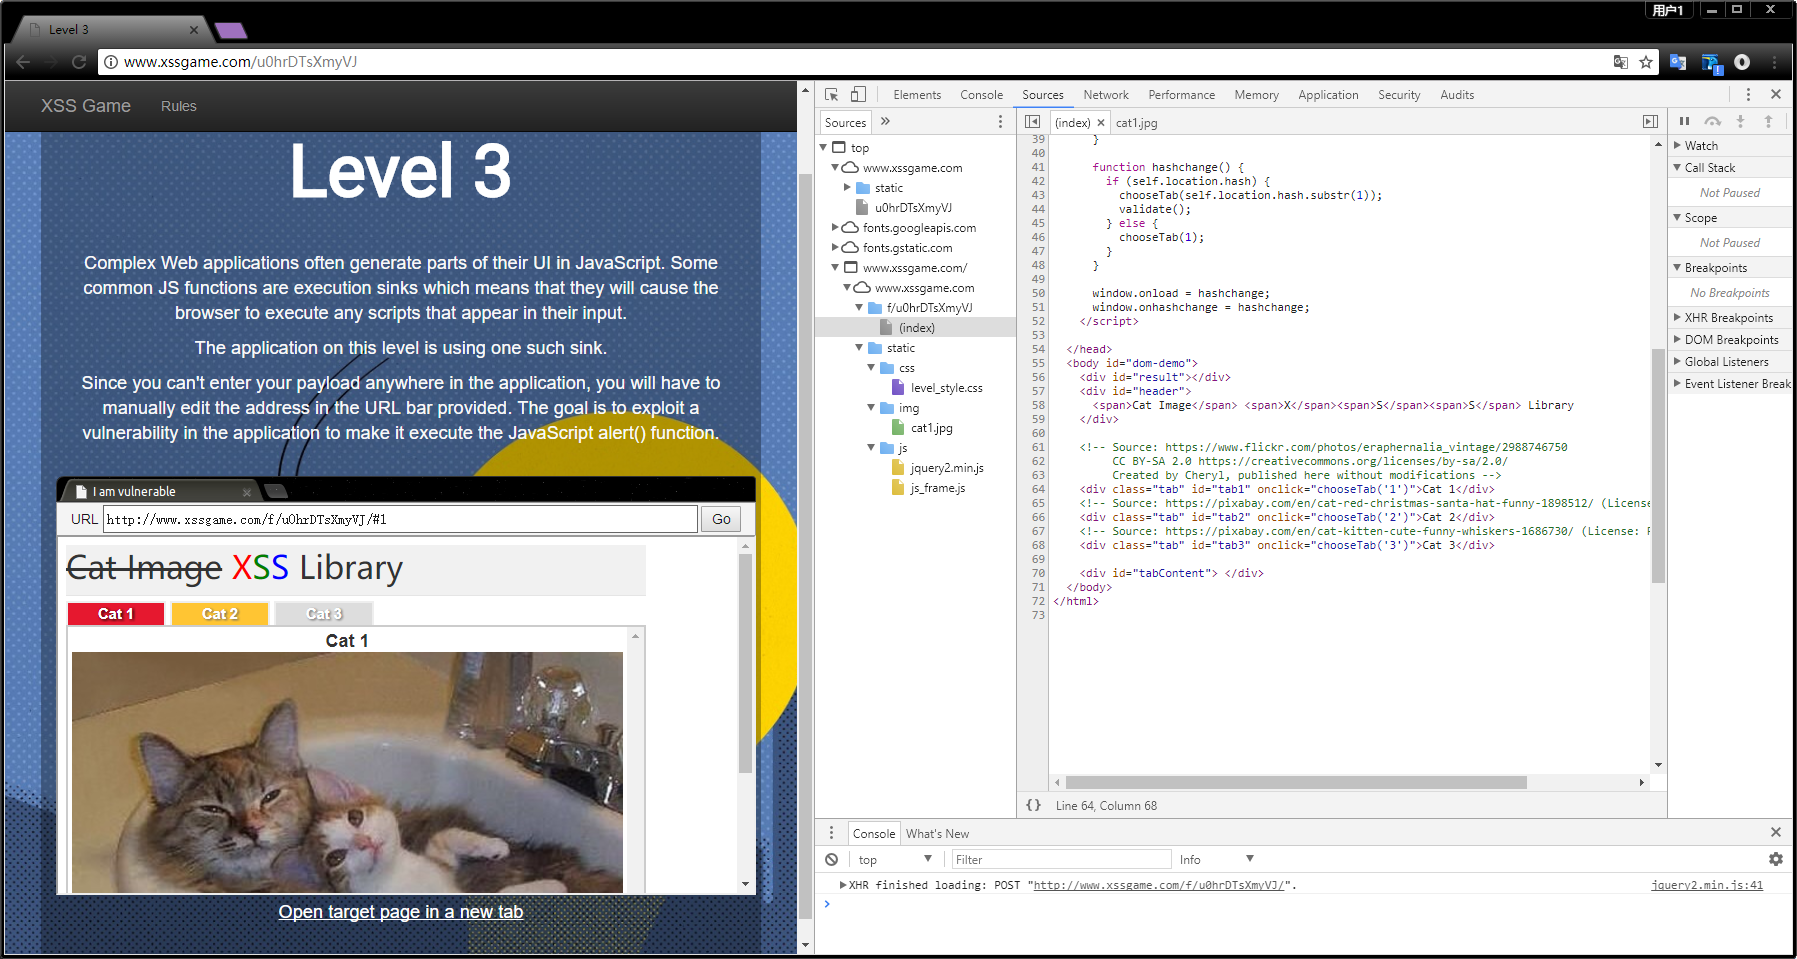 用户1
Level 3
www.xssgame.com/u0hrDTsXmyVJ
XSS Game
Rules
Level 3
Complex Web applications often generate parts of their UI in JavaScript. Some
common JS functions are execution sinks which means that they will cause the
browser to execute any scripts that appear in their input.
The application on this level is using one such sink.
Since you can't enter your payload anywhere in the application, you will have to
manually edit the address in the URL bar provided. The goal is to exploit a
vulnerability in the application to make it execute the JavaScript alert() function.
I am vulnerable
URL http://www.xssgame.com/f/u0hrDTsXmyVJ/#1 Go
Cat Image XSS Library
Cat 1 Cat 2 Cat 3
Cat 1
Open target page in a new tab
Elements Console Sources Network Performance Memory Application Security Audits
Sources
top
www.xssgame.com
static
u0hrDTsXmyVJ
fonts.googleapis.com
fonts.gstatic.com
www.xssgame.com/
www.xssgame.com
f/u0hrDTsXmyVJ
(index)
static
css
level_style.css
img
cat1.jpg
js
jquery2.min.js
js_frame.js
(index) cat1.jpg
39 }
40
41 function hashchange() {
42 if (self.location.hash) {
43 chooseTab(self.location.hash.substr(1));
44 validate();
45 } else {
46 chooseTab(1);
47 }
48 }
49
50 window.onload = hashchange;
51 window.onhashchange = hashchange;
52 </script>
53
54 </head>
55 <body id="dom-demo">
56 <div id="result"></div>
57 <div id="header">
58 <span>Cat Image</span> <span>X</span><span>S</span><span>S</span> Library
59 </div>
60
61 <!-- Source: https://www.flickr.com/photos/eraphernalia_vintage/2988746750
62 CC BY-SA 2.0 https://creativecommons.org/licenses/by-sa/2.0/
63 Created by Cheryl, published here without modifications -->
64 <div class="tab" id="tab1" onclick="chooseTab('1')">Cat 1</div>
65 <!-- Source: https://pixabay.com/en/cat-red-christmas-santa-hat-funny-1898512/ (License
66 <div class="tab" id="tab2" onclick="chooseTab('2')">Cat 2</div>
67 <!-- Source: https://pixabay.com/en/cat-kitten-cute-funny-whiskers-1686730/ (License:
68 <div class="tab" id="tab3" onclick="chooseTab('3')">Cat 3</div>
69
70 <div id="tabContent"> </div>
71 </body>
72 </html>
73
{} Line 64, Column 68
Watch
Call Stack
Not Paused
Scope
Not Paused
Breakpoints
No Breakpoints
XHR Breakpoints
DOM Breakpoints
Global Listeners
Event Listener Break
Console What's New
top Filter Info
XHR finished loading: POST "http://www.xssgame.com/f/u0hrDTsXmyVJ/". jquery2.min.js:41